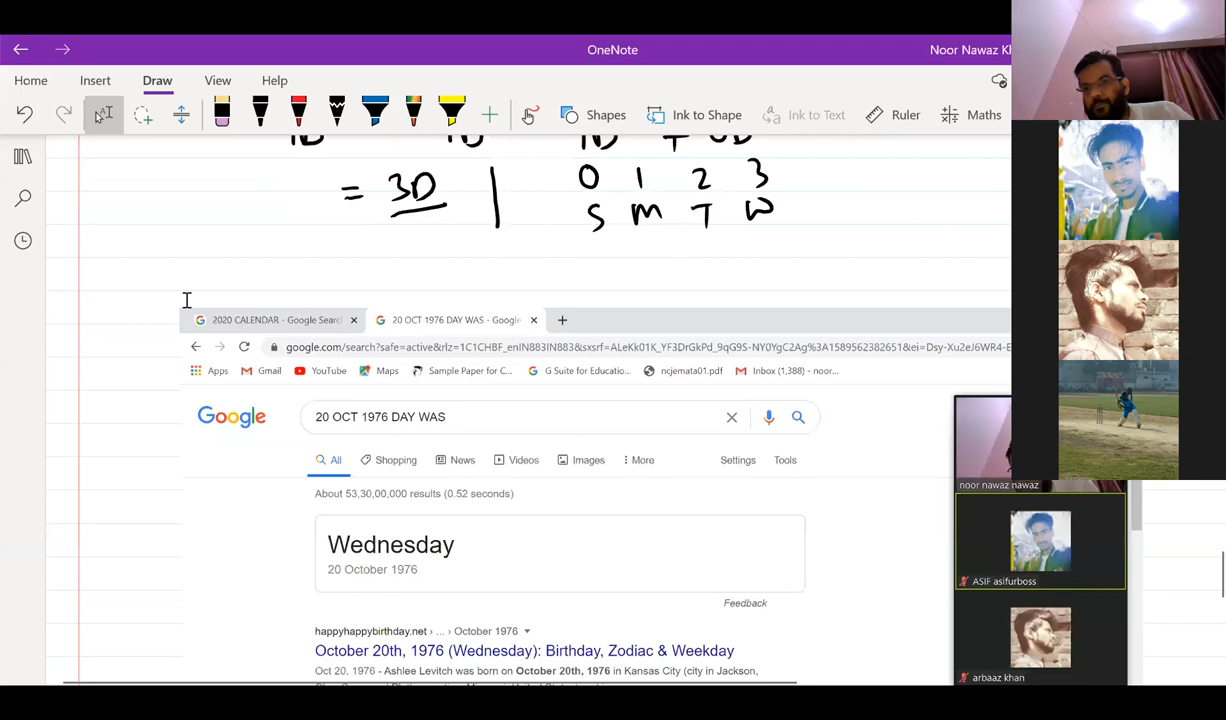 OneNote
Noor Nawaz Kh
Home Insert Draw View Help
Shapes Ink to Shape Ink to Text Ruler Maths
= 3D 0 1 2 3
S M T W
2020 CALENDAR - Google Searc 20 OCT 1976 DAY WAS - Google
google.com/search?safe=active&rlz=1C1CHBF_enIN883IN883&sxsrf=ALeKk01K_YF3DrGkPd_9qG9S-NY0YgC2Ag%3A1589562382651&ei=Dsy-Xu2eJ6WR4-E
Apps Gmail YouTube Maps Sample Paper for C... G Suite for Educatio... ncjemata01.pdf Inbox (1,388) - noor...
Google 20 OCT 1976 DAY WAS
All Shopping News Videos Images More Settings Tools
About 53,30,00,000 results (0.52 seconds)
noor nawaz nawaz
Wednesday
20 October 1976
ASIF asifurboss
Feedback
happyhappybirthday.net › ... › October 1976
October 20th, 1976 (Wednesday): Birthday, Zodiac & Weekday
Oct 20, 1976 - Ashlee Levitch was born on October 20th, 1976 in Kansas City (city in Jackson,
arbaaz khan